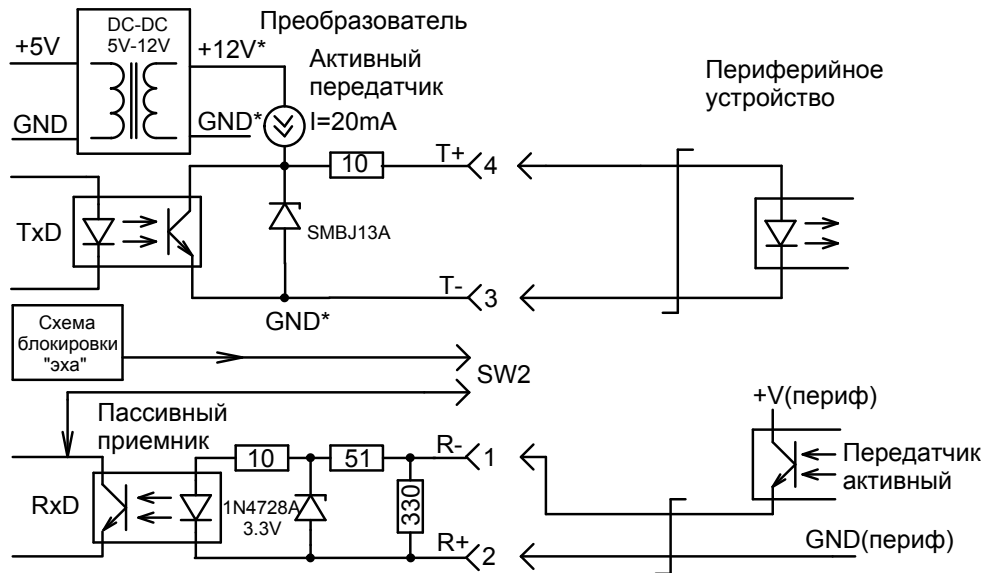 DC-DC
5V-12V
Преобразователь
+5V
+12V*
Активный
передатчик
Периферийное
устройство
GND
GND*
I=20mA
10
T+
4
TxD
SMBJ13A
T-
3
GND*
Схема
блокировки
"эха"
SW2
+V(периф)
Пассивный
приемник
10
51
R-
1
Передатчик
активный
RxD
1N4728A
3.3V
330
R+
2
GND(периф)